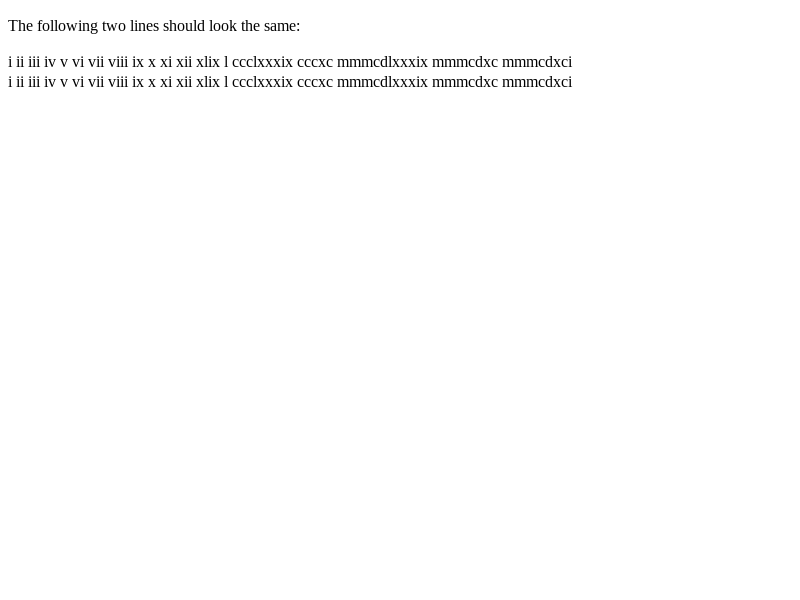 The following two lines should look the same:
i ii iii iv v vi vii viii ix x xi xii xlix l ccclxxxix cccxc mmmcdlxxxix mmmcdxc mmmcdxci
i ii iii iv v vi vii viii ix x xi xii xlix l ccclxxxix cccxc mmmcdlxxxix mmmcdxc mmmcdxci